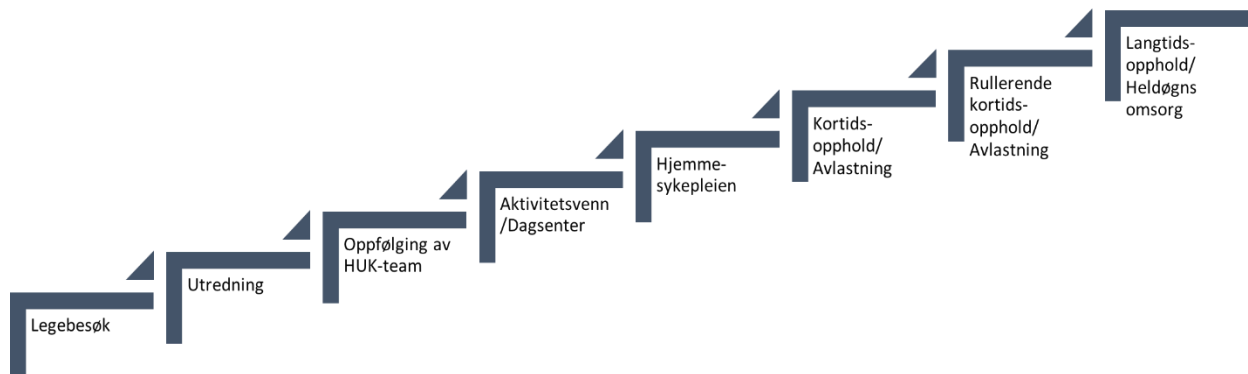 Legebesøk
Utredning
Oppfølging av
HUK-team
Aktivitetsvenn
/Dagsenter
Hjemme-
sykepleien
Kortids-
opphold/
Avlastning
Rullerende
kortids-
opphold/
Avlastning
Langtids-
opphold/
Heldøgns
omsorg